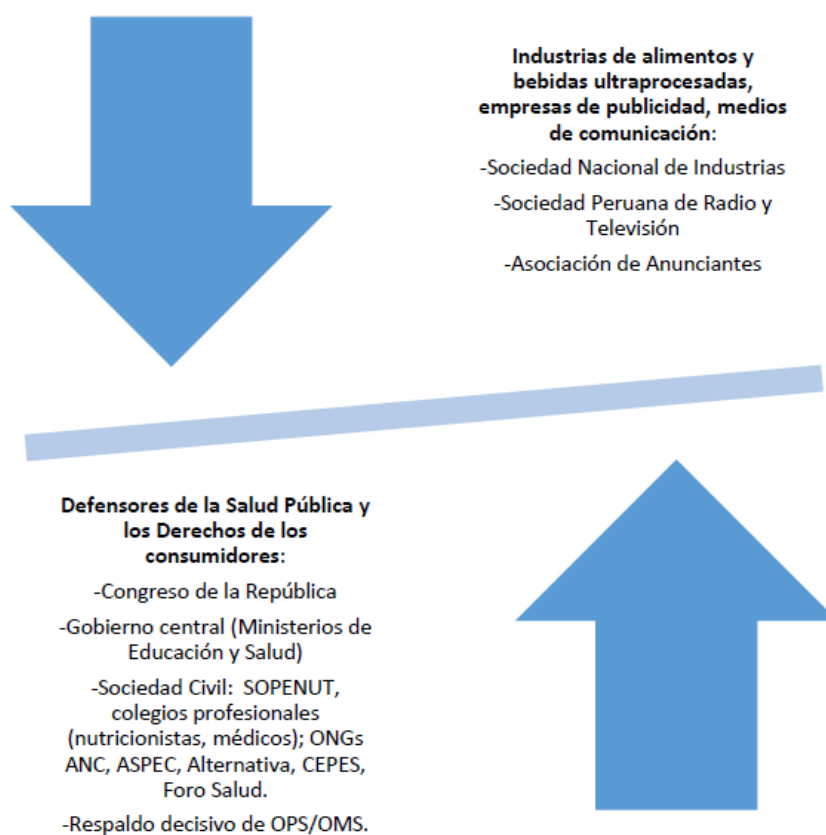 Industrias de alimentos y
bebidas ultraprocesadas,
empresas de publicidad, medios
de comunicación:
-Sociedad Nacional de Industrias
-Sociedad Peruana de Radio y
Televisión
-Asociación de Anunciantes
Defensores de la Salud Pública y
los Derechos de los
consumidores:
-Congreso de la República
-Gobierno central (Ministerios de
Educación y Salud)
-Sociedad Civil: SOPENUT,
colegios profesionales
(nutricionistas, médicos); ONGs
ANC, ASPEC, Alternativa, CEPES,
Foro Salud.
-Respaldo decisivo de OPS/OMS.